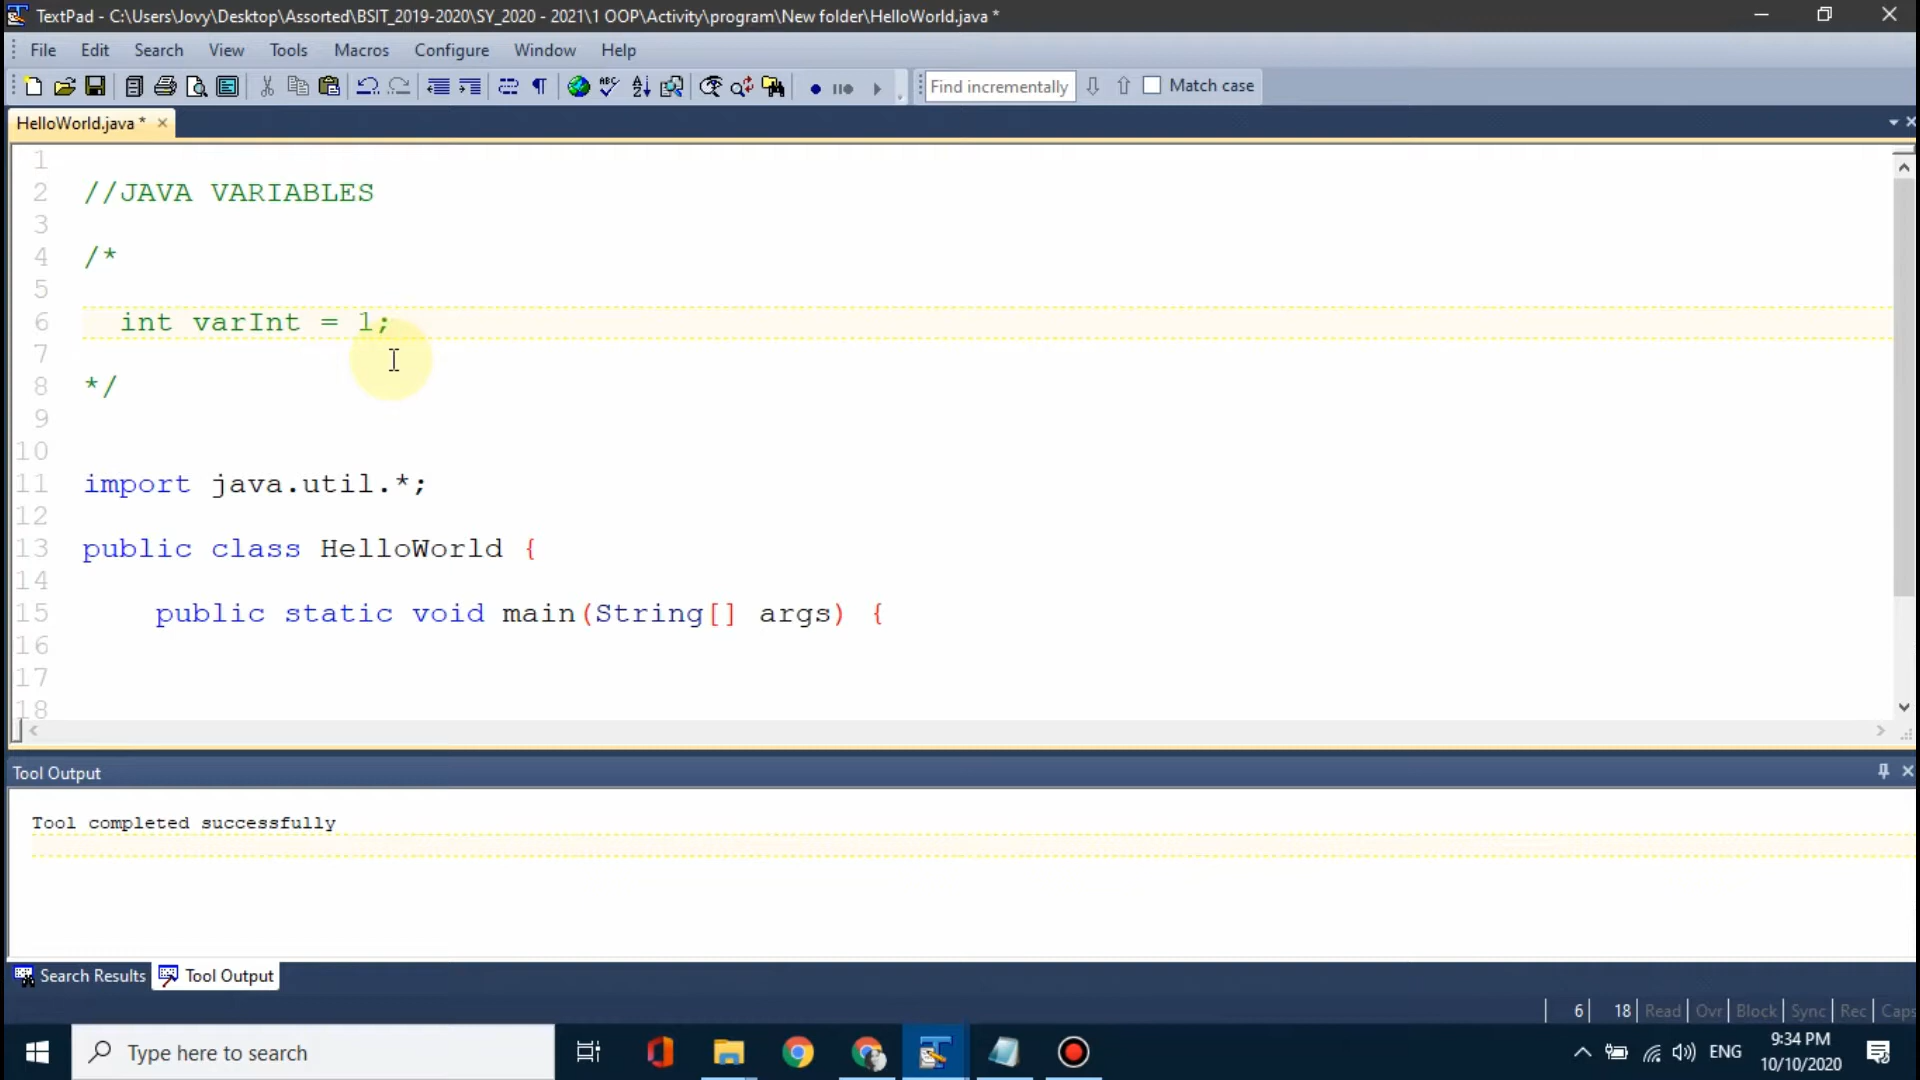 TextPad - C:\Users\Jovy\Desktop\Assorted\BSIT_2019-2020\SY_2020 - 2021\1 OOP\Activity\program\New folder\HelloWorld.java *
File Edit Search View Tools Macros Configure Window Help
Find incrementally Match case
HelloWorld.java *
1
2 //JAVA VARIABLES
3
4 /*
5
6 int varInt = 1;
7
8 */
9
10
11 import java.util.*;
12
13 public class HelloWorld {
14
15 public static void main(String[] args) {
16
17
18
Tool Output
Tool completed successfully
Search Results Tool Output
6 18 Read Ovr Block Sync Rec Caps
Type here to search
ENG
9:34 PM
10/10/2020